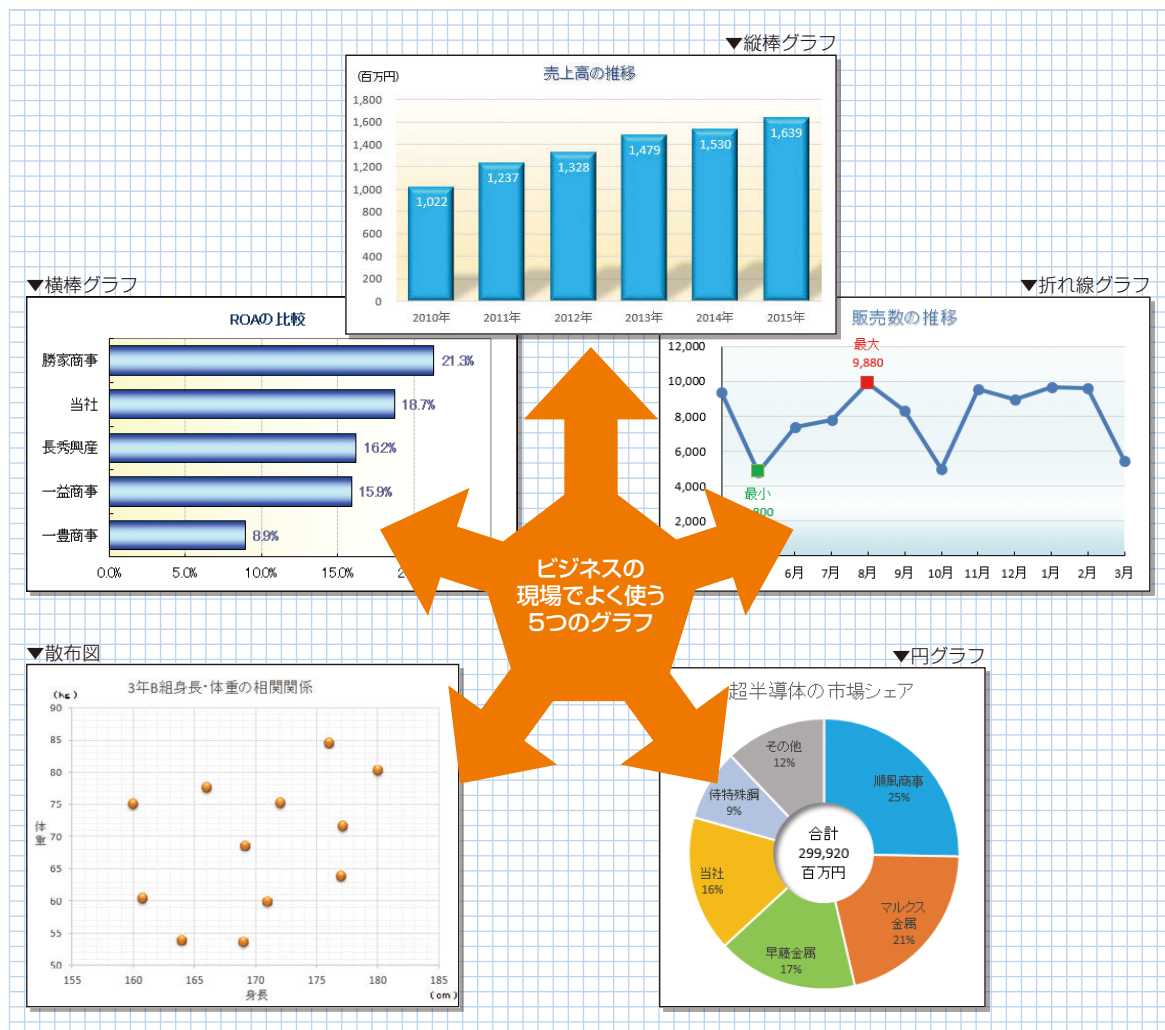 ▼縦棒グラフ
売上高の推移
(百万円)
1,800
1,600
1,400
1,200
1,000
800
600
400
200
0
1,022
1,237
1,328
1,479
1,530
1,639
2010年 2011年 2012年 2013年 2014年 2015年
▼横棒グラフ
ROAの比較
勝家商事 21.3%
当社 18.7%
長秀興産 16.2%
一益商事 15.9%
一豊商事 8.9%
0.0% 5.0% 10.0% 15.0%
▼折れ線グラフ
販売数の推移
12,000
10,000
8,000
6,000
4,000
2,000
最大
9,880
最小
6月 7月 8月 9月 10月 11月 12月 1月 2月 3月
ビジネスの
現場でよく使う
5つのグラフ
▼散布図
3年B組身長・体重の相関関係
(kg)
90
85
80
75
70
65
60
55
50
体重
155 160 165 170 175 180 185
身長
(cm)
▼円グラフ
超半導体の市場シェア
順風商事
25%
マルクス
金属
21%
早藤金属
17%
当社
16%
侍特殊鋼
9%
その他
12%
合計
299,920
百万円